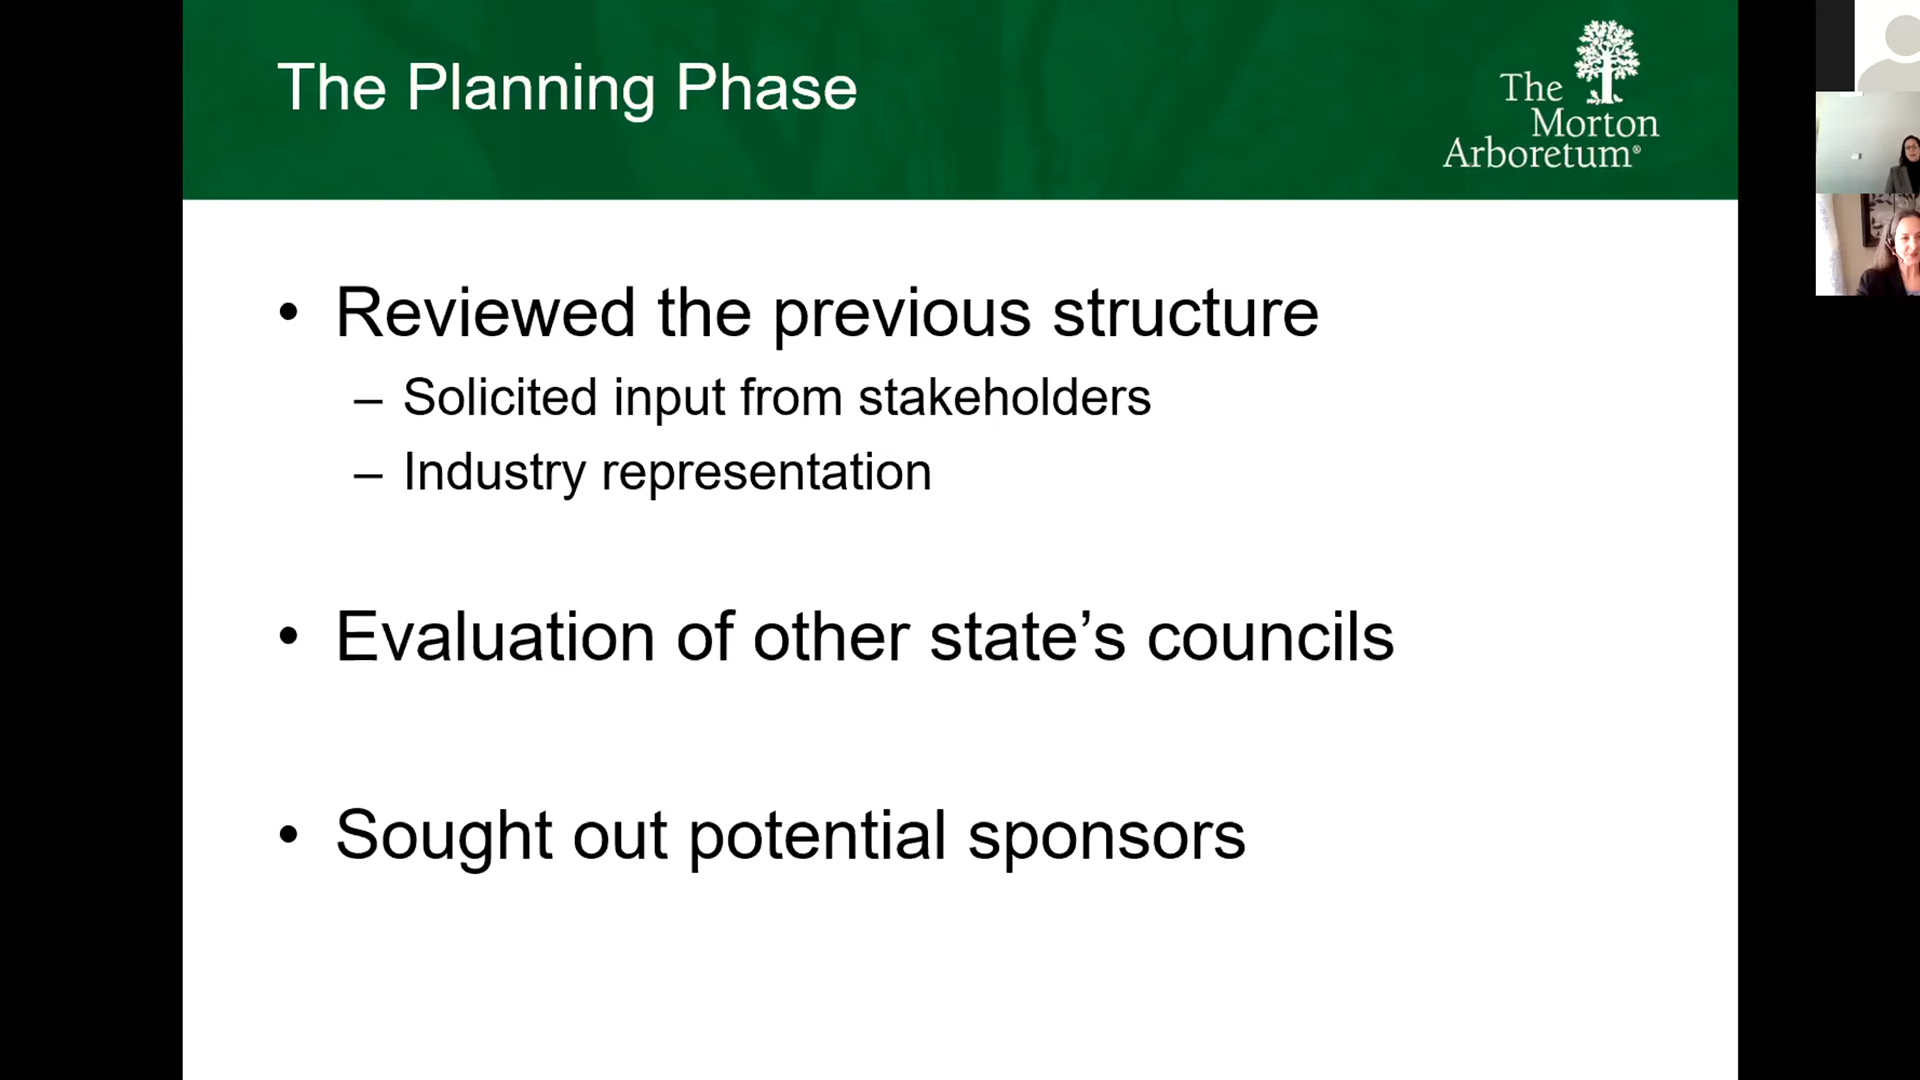 The Planning Phase
The
Morton
Arboretum®
• Reviewed the previous structure
– Solicited input from stakeholders
– Industry representation
• Evaluation of other state’s councils
• Sought out potential sponsors